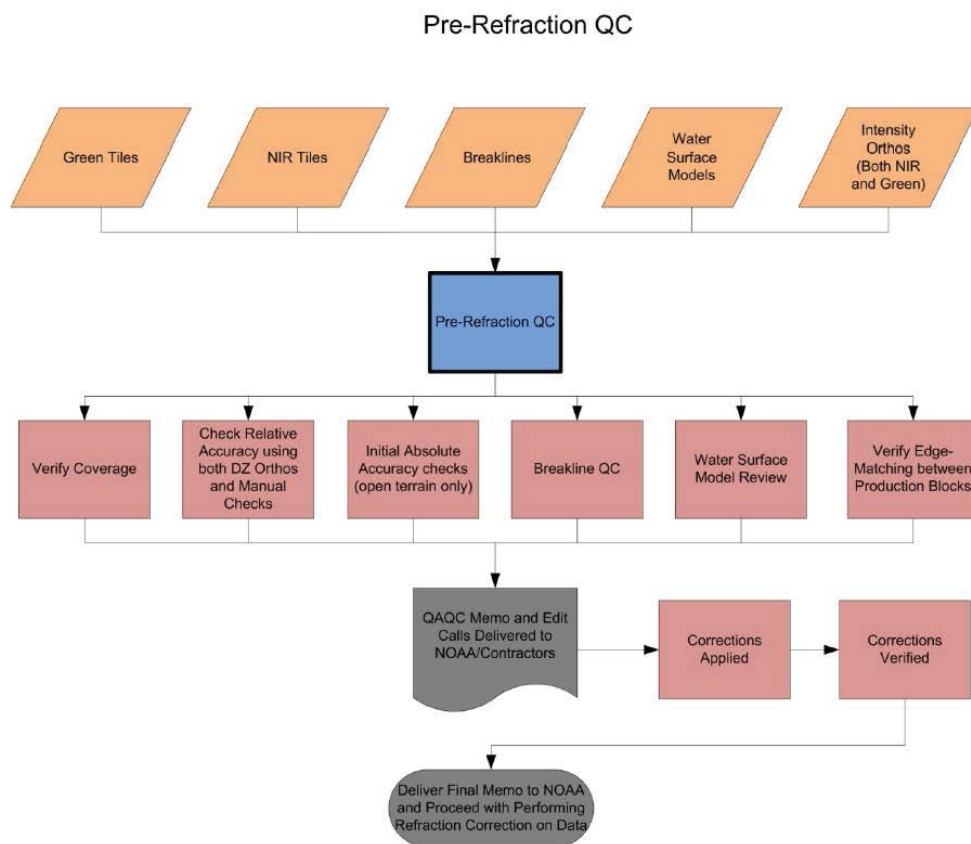 Pre-Refraction QC
Green Tiles
NIR Tiles
Breaklines
Water
Surface
Models
Intensity
Orthos
(Both NIR
and Green)
Pre-Refraction QC
Verify Coverage
Check Relative
Accuracy using
both DZ Orthos
and Manual
Checks
Initial Absolute
Accuracy checks
(open terrain only)
Breakline QC
Water Surface
Model Review
Verify Edge-
Matching between
Production Blocks
QAQC Memo and Edit
Calls Delivered to
NOAA/Contractors
Corrections
Applied
Corrections
Verified
Deliver Final Memo to NOAA
and Proceed with Performing
Refraction Correction on Data